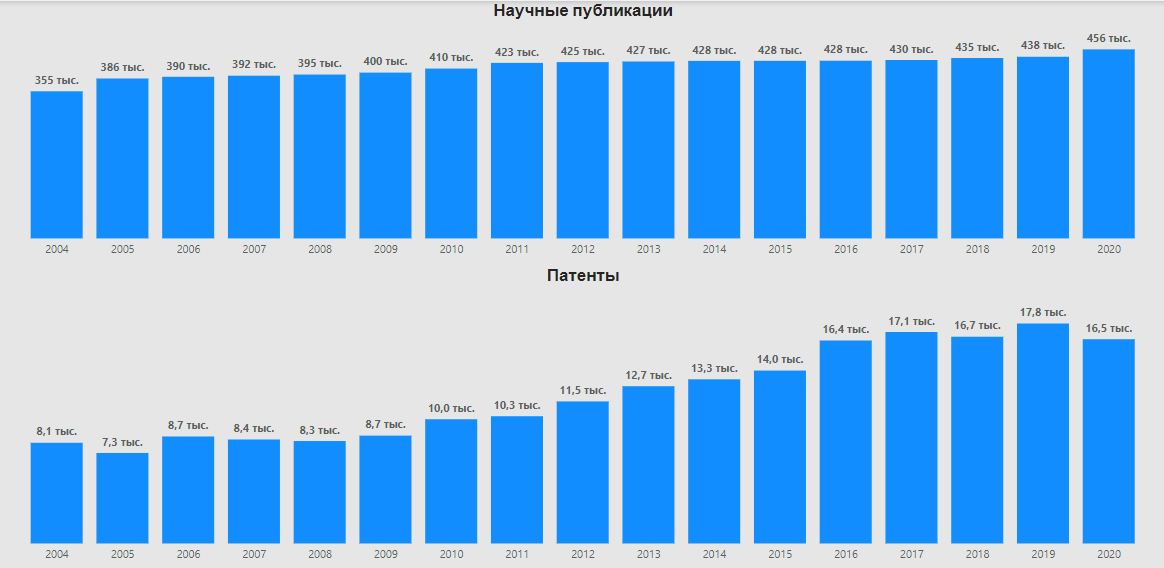 Научные публикации
355 тыс. 386 тыс. 390 тыс. 392 тыс. 395 тыс. 400 тыс. 410 тыс. 423 тыс. 425 тыс. 427 тыс. 428 тыс. 428 тыс. 428 тыс. 430 тыс. 435 тыс. 438 тыс. 456 тыс.
2004 2005 2006 2007 2008 2009 2010 2011 2012 2013 2014 2015 2016 2017 2018 2019 2020
Патенты
8,1 тыс. 7,3 тыс. 8,7 тыс. 8,4 тыс. 8,3 тыс. 8,7 тыс. 10,0 тыс. 10,3 тыс. 11,5 тыс. 12,7 тыс. 13,3 тыс. 14,0 тыс. 16,4 тыс. 17,1 тыс. 16,7 тыс. 17,8 тыс. 16,5 тыс.
2004 2005 2006 2007 2008 2009 2010 2011 2012 2013 2014 2015 2016 2017 2018 2019 2020